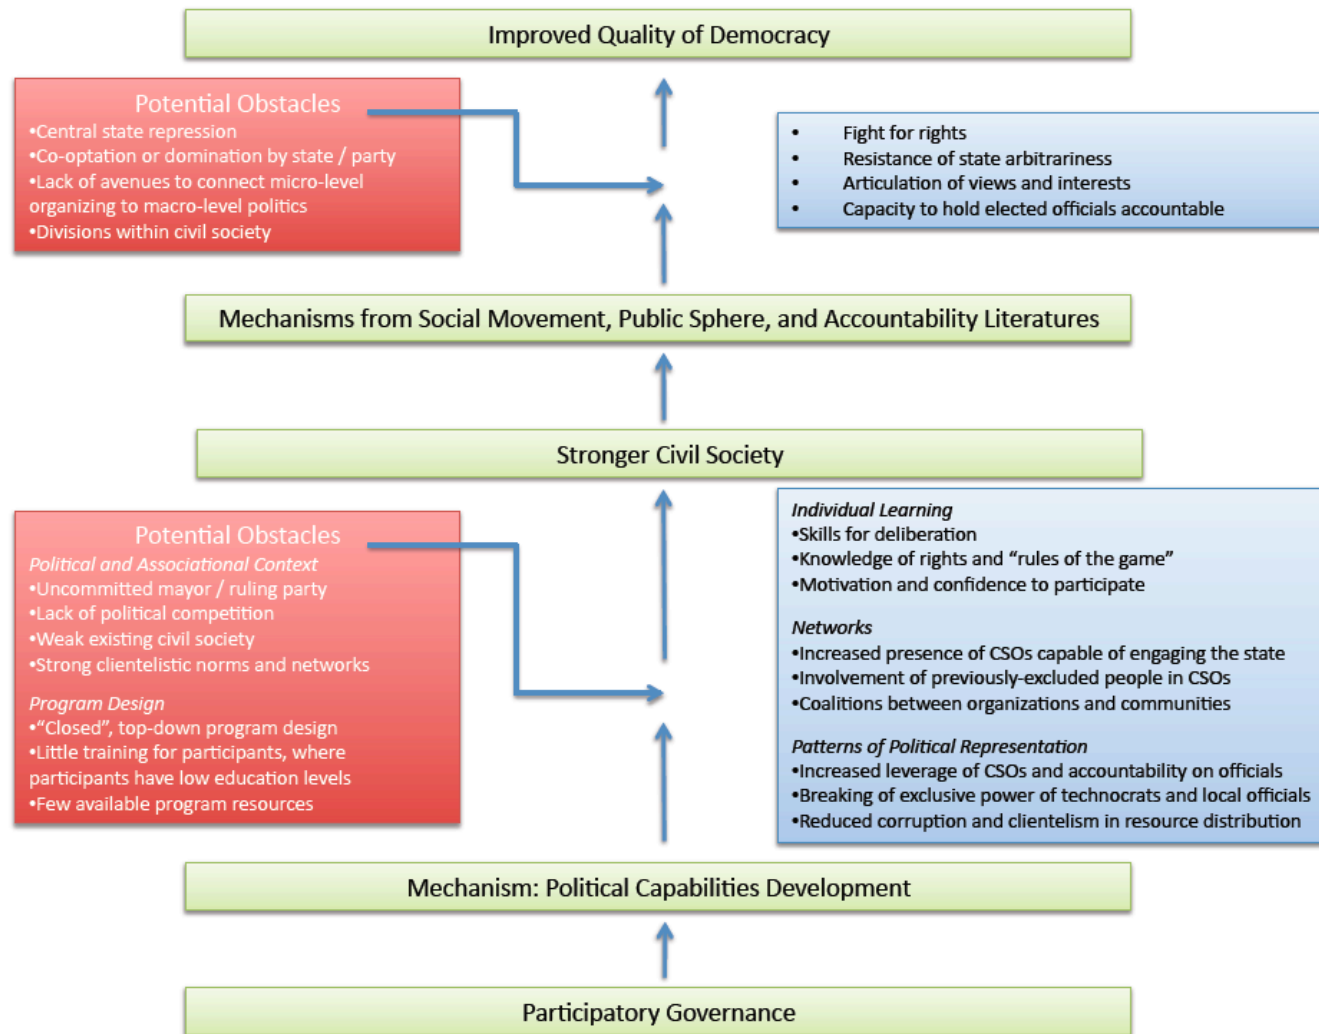 Improved Quality of Democracy
Potential Obstacles
•Central state repression
•Co-optation or domination by state / party
•Lack of avenues to connect micro-level
organizing to macro-level politics
•Divisions within civil society
• Fight for rights
• Resistance of state arbitrariness
• Articulation of views and interests
• Capacity to hold elected officials accountable
Mechanisms from Social Movement, Public Sphere, and Accountability Literatures
Stronger Civil Society
Potential Obstacles
Political and Associational Context
•Uncommitted mayor / ruling party
•Lack of political competition
•Weak existing civil society
•Strong clientelistic norms and networks
Program Design
•“Closed”, top-down program design
•Little training for participants, where
participants have low education levels
•Few available program resources
Individual Learning
•Skills for deliberation
•Knowledge of rights and “rules of the game”
•Motivation and confidence to participate
Networks
•Increased presence of CSOs capable of engaging the state
•Involvement of previously-excluded people in CSOs
•Coalitions between organizations and communities
Patterns of Political Representation
•Increased leverage of CSOs and accountability on officials
•Breaking of exclusive power of technocrats and local officials
•Reduced corruption and clientelism in resource distribution
Mechanism: Political Capabilities Development
Participatory Governance